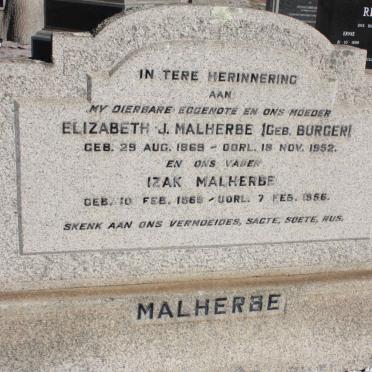 IN TERE HERINNERING
AAN
MY DIERBARE EGGENOTE EN ONS MOEDER
ELIZABETH J. MALHERBE (GEB. BURGER)
GEB. 29 AUG. 1869 - OORL. 19 NOV. 1952.
EN ONS VADER
IZAK MALHERBE
GEB. 10 FEB. 1869 - OORL. 7 FEB. 1956.
SKENK AAN ONS VERMOEIDES, SAGTE, SOETE, RUS.
MALHERBE